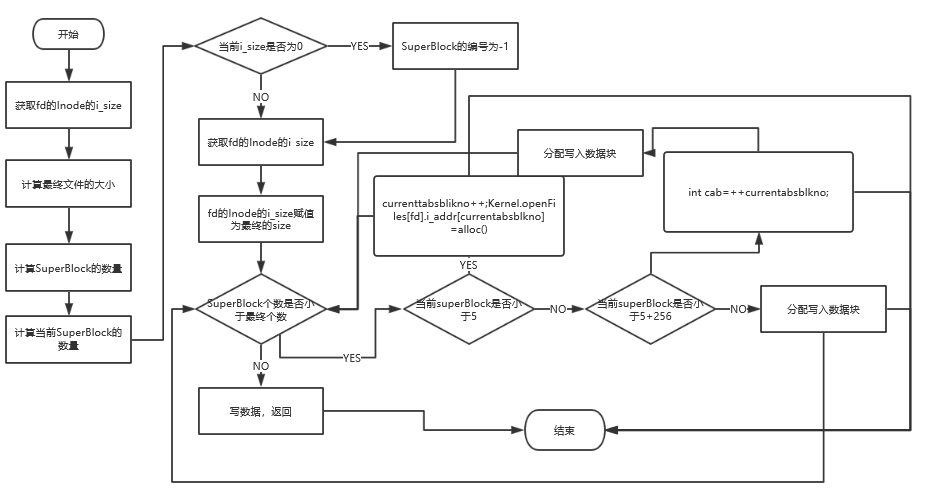 开始
获取fd的Inode的i_size
计算最终文件的大小
计算SuperBlock的数量
计算当前SuperBlock的
数量
当前i_size是否为0
YES
SuperBlock的编号为-1
NO
获取fd的Inode的i_size
fd的Inode的i_size赋值
为最终的size
SuperBlock个数是否小
于最终个数
NO
YES
写数据，返回
分配写入数据块
currenttabsblikno++;Kernel.openFi
les[fd].i_addr[currentabsblkno]
=alloc()
YES
当前superBlock是否小
于5
NO
当前superBlock是否小
于5+256
NO
int cab=++currentabsblkno;
分配写入数据块
结束